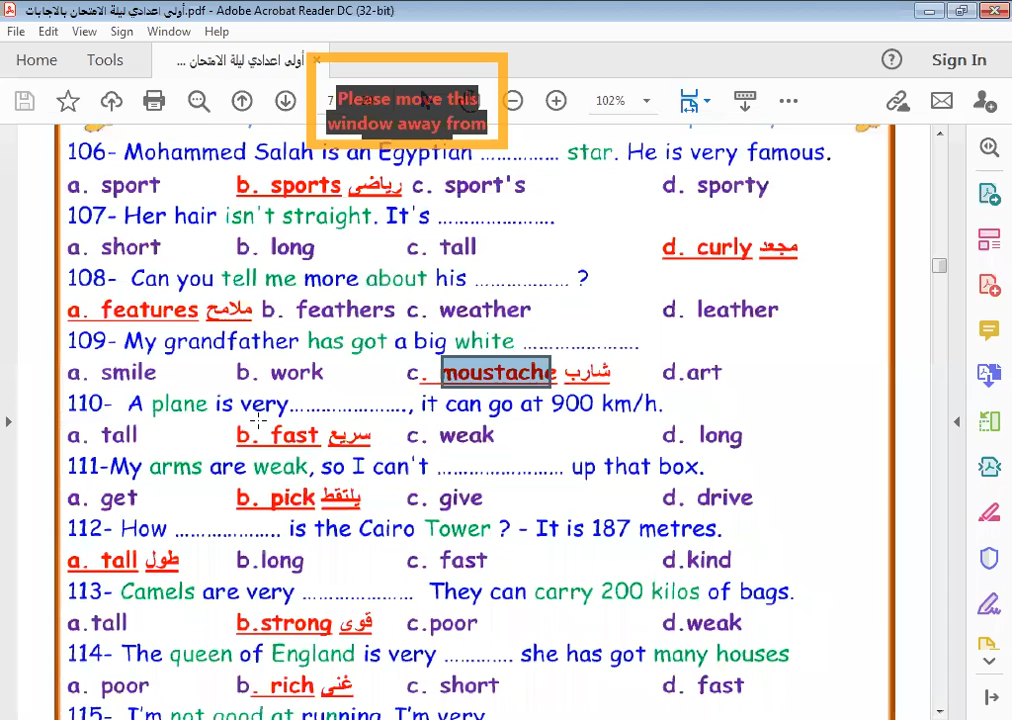 أولى اعدادي ليلة الامتحان بالاجابات.pdf - Adobe Acrobat Reader DC (32-bit)
File Edit View Sign Window Help
Home Tools أولى اعدادي ليلة الامتحان ... × Sign In
7 102%
Please move this
window away from
106- Mohammed Salah is an Egyptian .............. star. He is very famous.
a. sport b. sports رياضى c. sport's d. sporty
107- Her hair isn't straight. It's .....................
a. short b. long c. tall d. curly مجعد
108- Can you tell me more about his ................. ?
a. features ملامح b. feathers c. weather d. leather
109- My grandfather has got a big white .....................
a. smile b. work c. moustache شارب d.art
110- A plane is very....................., it can go at 900 km/h.
a. tall b. fast سريع c. weak d. long
111-My arms are weak, so I can't ....................... up that box.
a. get b. pick يلتقط c. give d. drive
112- How ................... is the Cairo Tower ? - It is 187 metres.
a. tall طول b.long c. fast d.kind
113- Camels are very .................... They can carry 200 kilos of bags.
a.tall b.strong قوى c.poor d.weak
114- The queen of England is very ............. she has got many houses
a. poor b. rich غنى c. short d. fast
115- I'm not good at running. I'm very